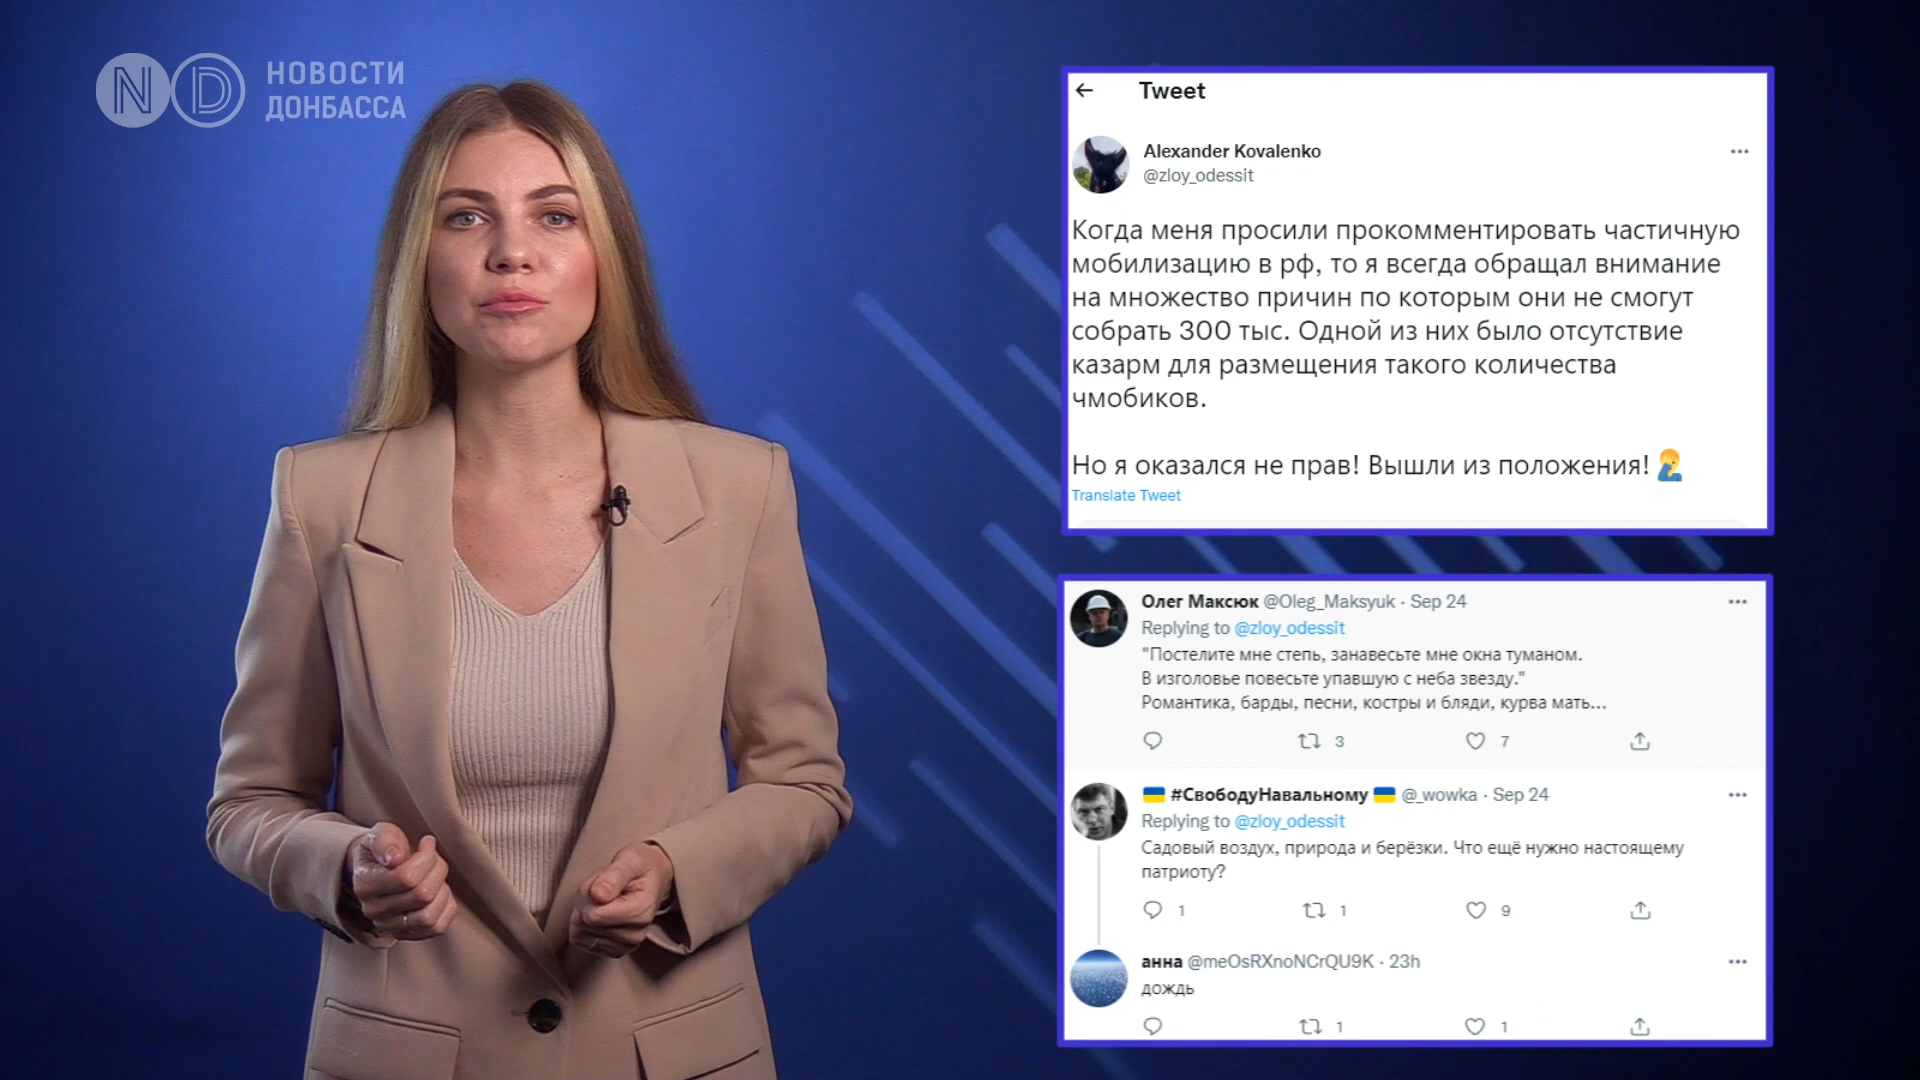 НОВОСТИ
ДОНБАССА
Tweet
Alexander Kovalenko
@zloy_odessit
Когда меня просили прокомментировать частичную
мобилизацию в рф, то я всегда обращал внимание
на множество причин по которым они не смогут
собрать 300 тыс. Одной из них было отсутствие
казарм для размещения такого количества
чмобиков.
Но я оказался не прав! Вышли из положения! 🤦‍♂️
Translate Tweet
Олег Максюк @Oleg_Maksyuk · Sep 24
Replying to @zloy_odessit
"Постелите мне степь, занавесьте мне окна туманом.
В изголовье повесьте упавшую с неба звезду."
Романтика, барды, песни, костры и бляди, курва мать...
3 7
🇺🇦 #СвободуНавальному 🇺🇦 @_wowka · Sep 24
Replying to @zloy_odessit
Садовый воздух, природа и берёзки. Что ещё нужно настоящему
патриоту?
1 1 9
анна @meOsRXnoNCrQU9K · 23h
дождь
1 1